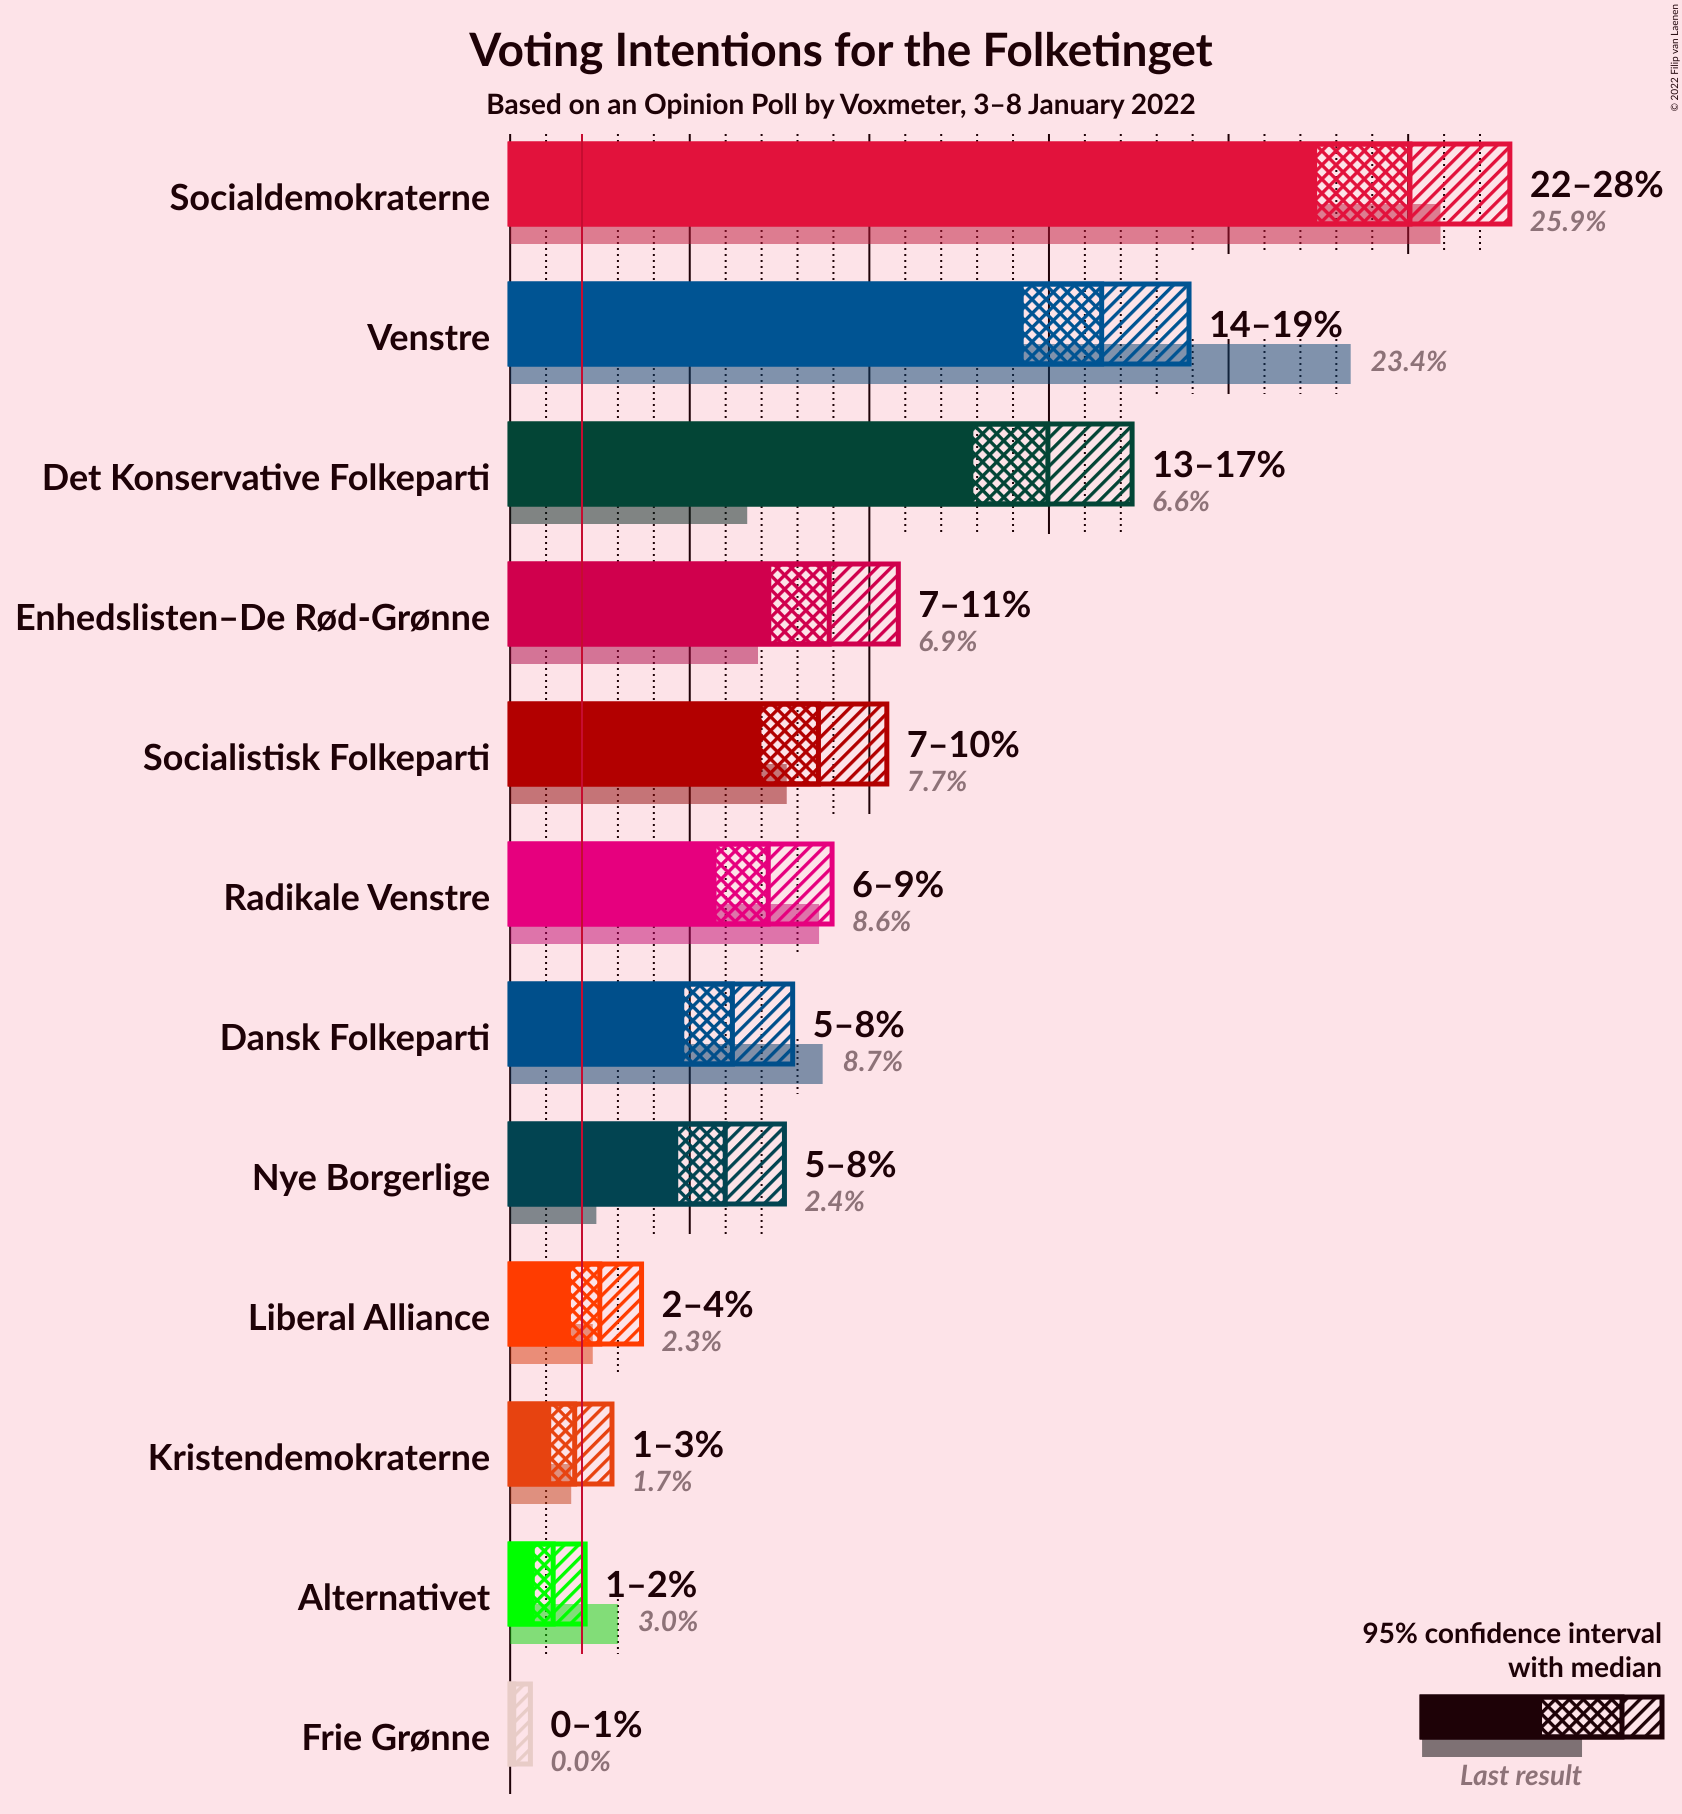 Voting Intentions for the Folketinget
Based on an Opinion Poll by Voxmeter, 3–8 January 2022
© 2022 Filip van Laenen
Socialdemokraterne
22–28%
25.9%
Venstre
14–19%
23.4%
Det Konservative Folkeparti
13–17%
6.6%
Enhedslisten–De Rød-Grønne
7–11%
6.9%
Socialistisk Folkeparti
7–10%
7.7%
Radikale Venstre
6–9%
8.6%
Dansk Folkeparti
5–8%
8.7%
Nye Borgerlige
5–8%
2.4%
Liberal Alliance
2–4%
2.3%
Kristendemokraterne
1–3%
1.7%
Alternativet
1–2%
3.0%
Frie Grønne
0–1%
0.0%
95% confidence interval
with median
Last result